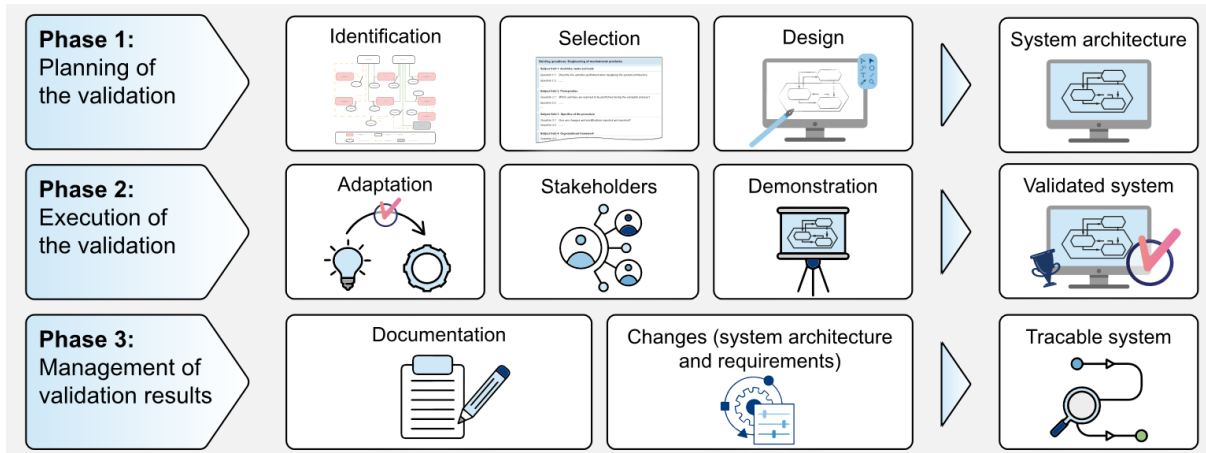 Phase 1:
Planning of
the validation
Identification
Selection
Design
System architecture
Phase 2:
Execution of
the validation
Adaptation
Stakeholders
Demonstration
Validated system
Phase 3:
Management of
validation results
Documentation
Changes (system architecture
and requirements)
Tracable system